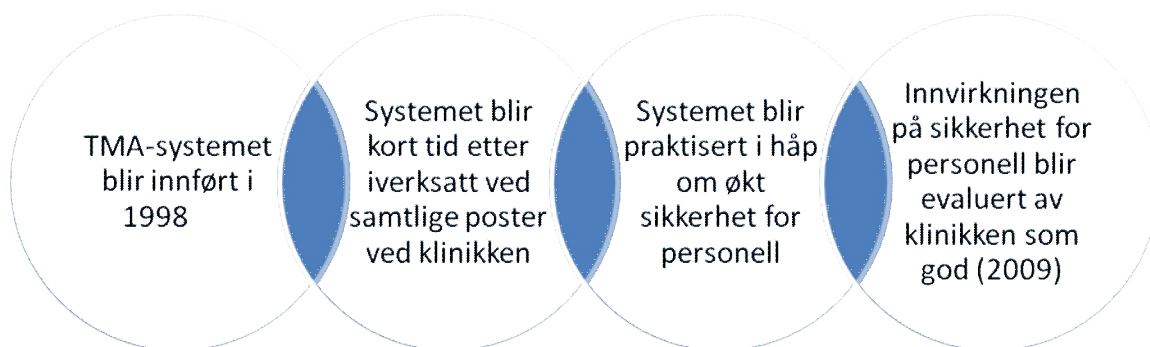 TMA-systemet
blir innført i
1998
Systemet blir
kort tid etter
iverksatt ved
samtlige poster
ved klinikken
Systemet blir
praktisert i håp
om økt
sikkerhet for
personell
Innvirkningen
på sikkerhet for
personell blir
evaluert av
klinikken som
god (2009)